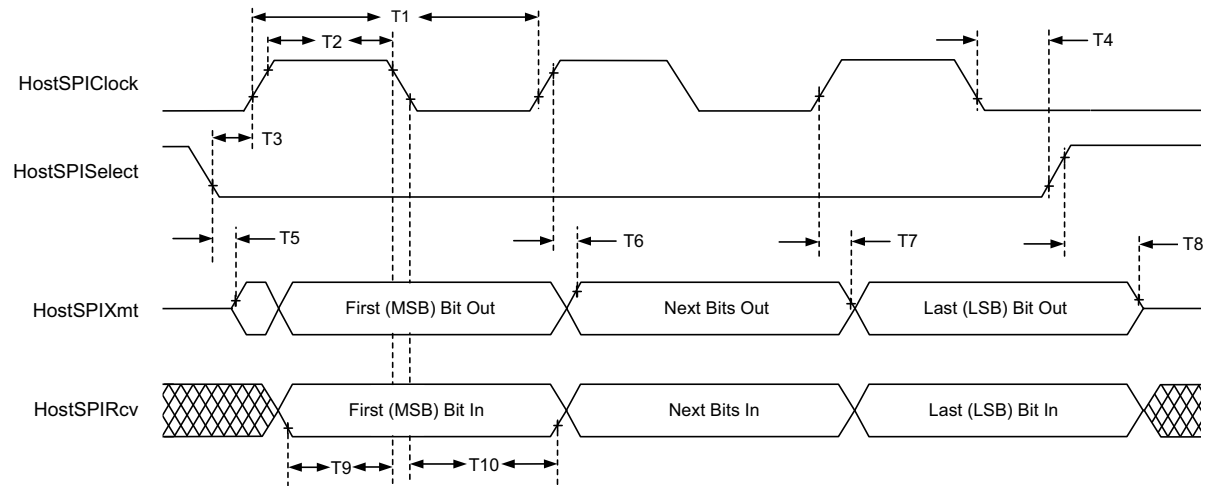 T1
T2
T4
HostSPIClock
T3
HostSPISelect
T5
T6
T7
T8
HostSPIXmt
First (MSB) Bit Out
Next Bits Out
Last (LSB) Bit Out
HostSPIRcv
First (MSB) Bit In
Next Bits In
Last (LSB) Bit In
T9
T10